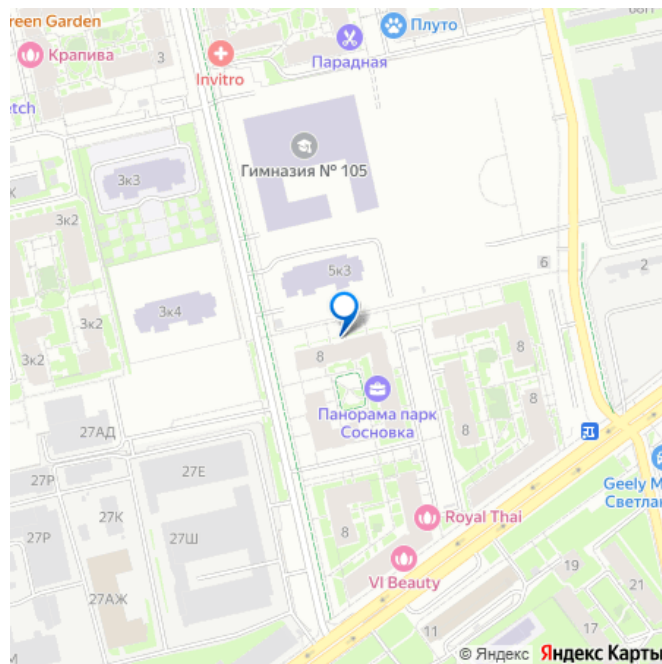 reen Garden
Крапива
3
Invitro
Парадная
Плуто
etch
Гимназия № 105
3к3
3к2
5к3
6
2
3к4
3к2
3к2
8
8
8
8
Панорама парк
Сосновка
27АД
27Е
27Р
27К
27Р
27Ш
27АЖ
8
Royal Thai
VI Beauty
Geely М
Светлан
19
21
17
11
© Яндекс Яндекс Карты